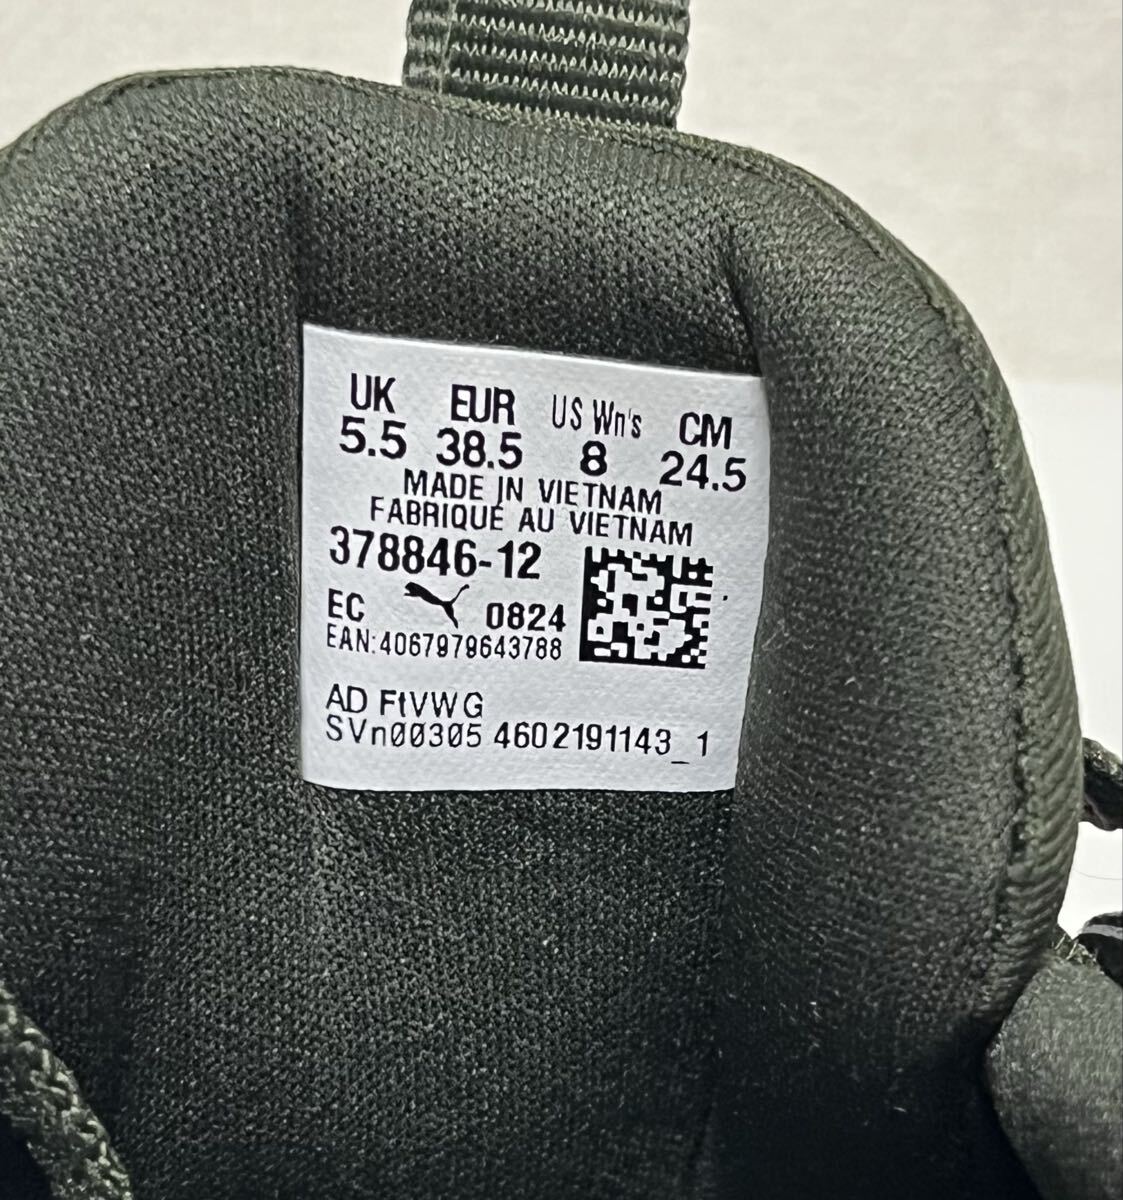 UK EUR US Wn's CM
5.5 38.5 8 24.5
MADE IN VIETNAM
FABRIQUE AU VIETNAM
378846-12
EC 0824
EAN:4067979643788
AD FtVWG
SVn00305 4602191143_1